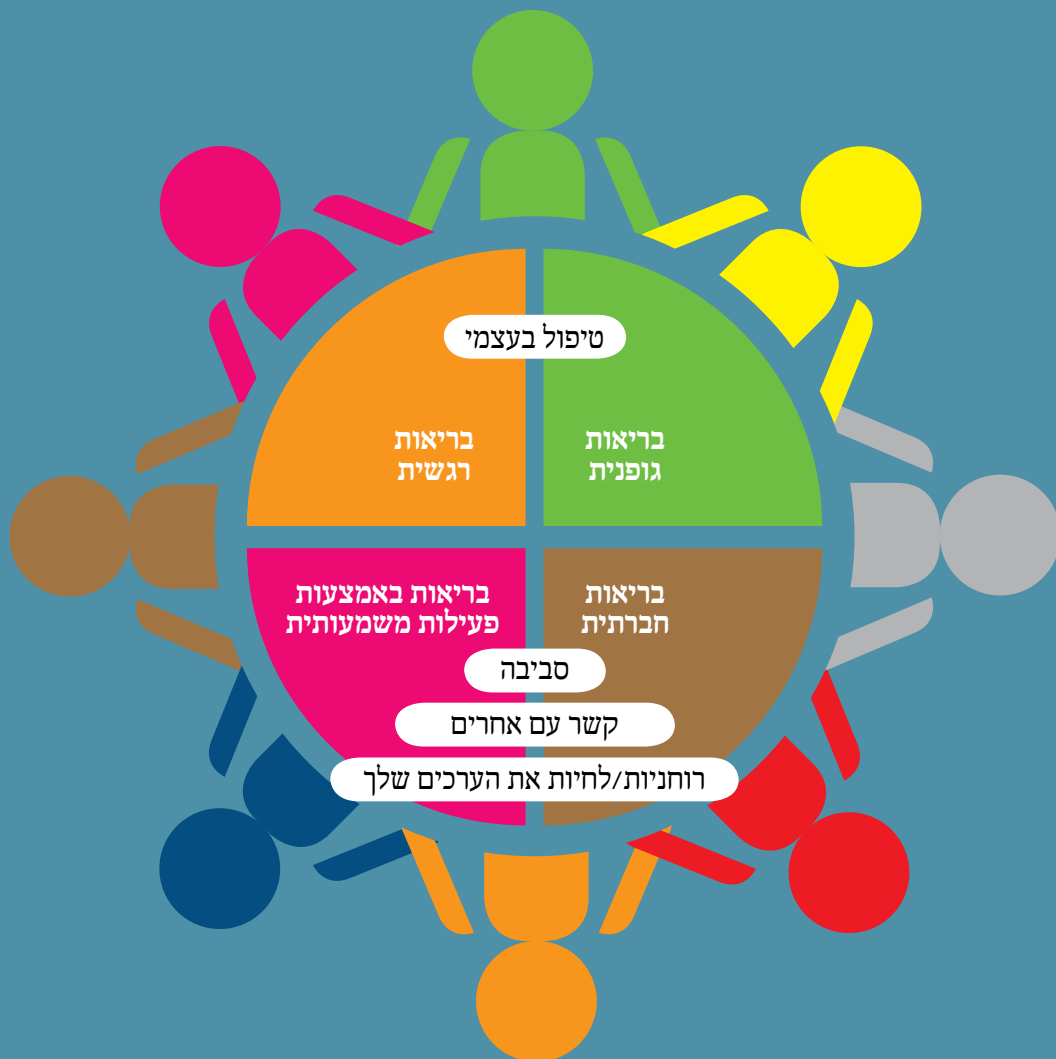 טיפול בעצמי
בריאות
גופנית
בריאות
רגשית
בריאות
חברתית
בריאות באמצעות
פעילות משמעותית
סביבה
קשר עם אחרים
רוחניות/לחיות את הערכים שלך